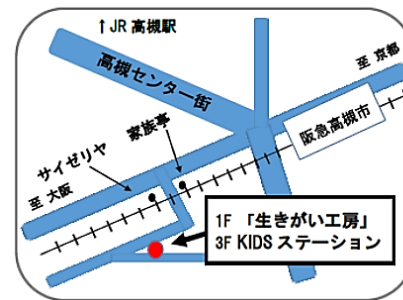 ↑JR 高槻駅
高槻センター街
至 京都
阪急高槻市
家族亭
サイゼリヤ
至 大阪
1F 「生きがい工房」
3F KIDS ステーション